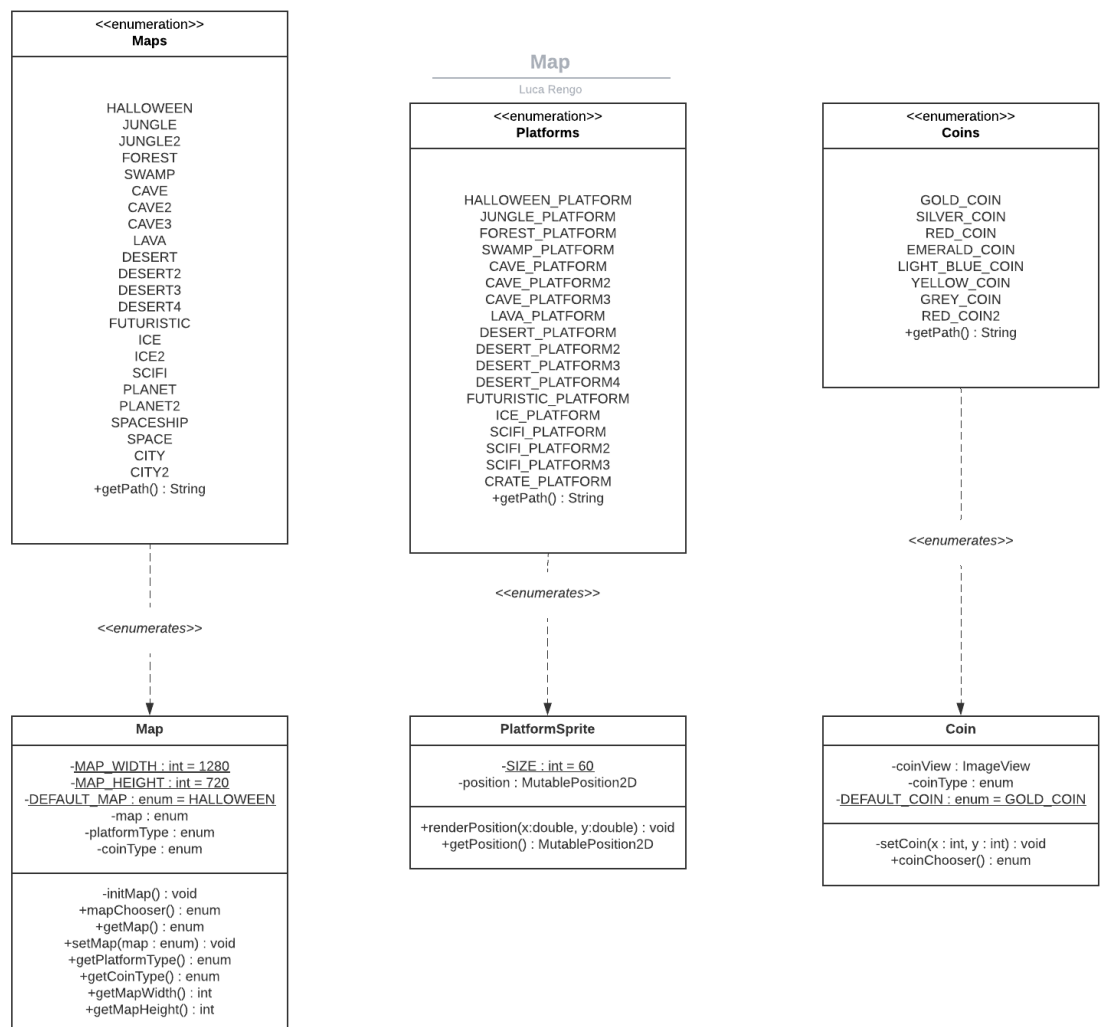 <<enumeration>>
Maps
HALLOWEEN
JUNGLE
JUNGLE2
FOREST
SWAMP
CAVE
CAVE2
CAVE3
LAVA
DESERT
DESERT2
DESERT3
DESERT4
FUTURISTIC
ICE
ICE2
SCIFI
PLANET
PLANET2
SPACESHIP
SPACE
CITY
CITY2
+getPath() : String
<<enumerates>>
Map
-MAP_WIDTH : int = 1280
-MAP_HEIGHT : int = 720
-DEFAULT_MAP : enum = HALLOWEEN
-map : enum
-platformType : enum
-coinType : enum
-initMap() : void
+mapChooser() : enum
+getMap() : enum
+setMap(map : enum) : void
+getPlatformType() : enum
+getCoinType() : enum
+getMapWidth() : int
+getMapHeight() : int
Map
Luca Rengo
<<enumeration>>
Platforms
HALLOWEEN_PLATFORM
JUNGLE_PLATFORM
FOREST_PLATFORM
SWAMP_PLATFORM
CAVE_PLATFORM
CAVE_PLATFORM2
CAVE_PLATFORM3
LAVA_PLATFORM
DESERT_PLATFORM
DESERT_PLATFORM2
DESERT_PLATFORM3
DESERT_PLATFORM4
FUTURISTIC_PLATFORM
ICE_PLATFORM
SCIFI_PLATFORM
SCIFI_PLATFORM2
SCIFI_PLATFORM3
CRATE_PLATFORM
+getPath() : String
<<enumerates>>
PlatformSprite
-SIZE : int = 60
-position : MutablePosition2D
+renderPosition(x:double, y:double) : void
+getPosition() : MutablePosition2D
<<enumeration>>
Coins
GOLD_COIN
SILVER_COIN
RED_COIN
EMERALD_COIN
LIGHT_BLUE_COIN
YELLOW_COIN
GREY_COIN
RED_COIN2
+getPath() : String
<<enumerates>>
Coin
-coinView : ImageView
-coinType : enum
-DEFAULT_COIN : enum = GOLD_COIN
-setCoin(x : int, y : int) : void
+coinChooser() : enum